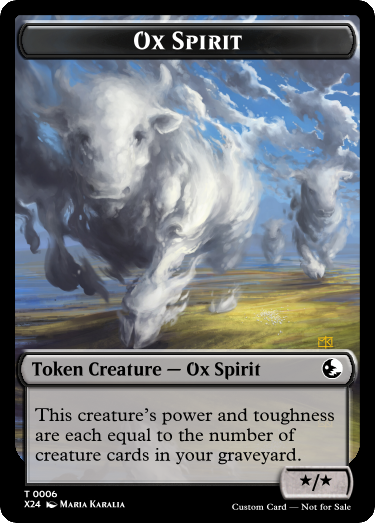 Ox Spirit
Token Creature — Ox Spirit
This creature's power and toughness
are each equal to the number of
creature cards in your graveyard.
★/★
T 0006
X24 Maria Karalia
Custom Card — Not for Sale